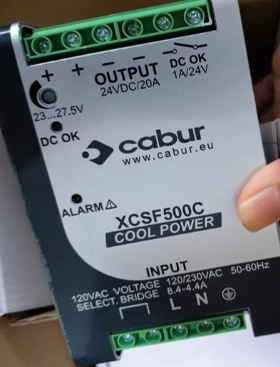 + + − −
OUTPUT
24VDC/20A
DC OK
1A/24V
23...27.5V
DC OK
cabur
www.cabur.eu
ALARM ⚠
XCSF500C
COOL POWER
INPUT
120VAC VOLTAGE 120/230VAC 50-60Hz
SELECT. BRIDGE 8.4-4.4A
L N